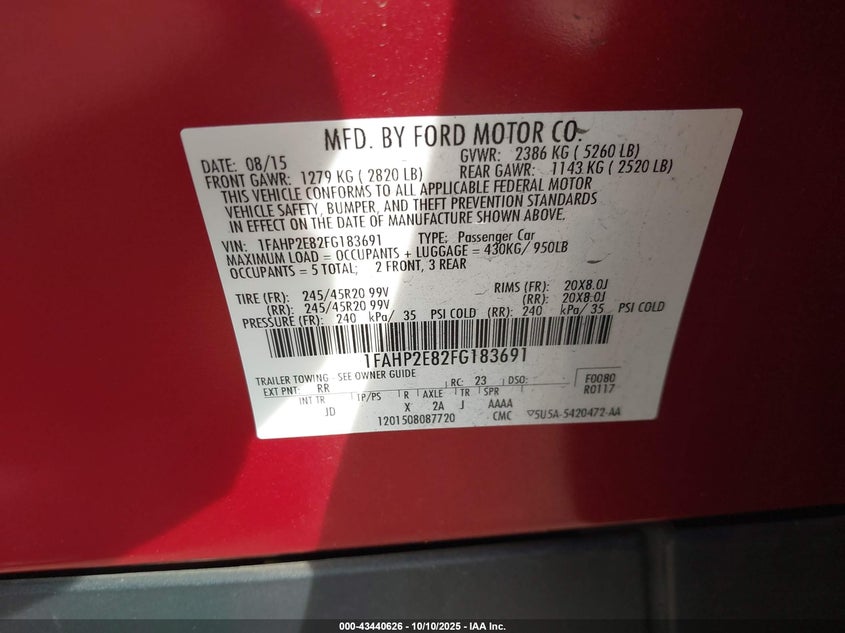 MFD. BY FORD MOTOR CO.
DATE: 08/15 GVWR: 2386 KG ( 5260 LB)
FRONT GAWR: 1279 KG ( 2820 LB) REAR GAWR: 1143 KG ( 2520 LB)
THIS VEHICLE CONFORMS TO ALL APPLICABLE FEDERAL MOTOR
VEHICLE SAFETY, BUMPER, AND THEFT PREVENTION STANDARDS
IN EFFECT ON THE DATE OF MANUFACTURE SHOWN ABOVE.
VIN: 1FAHP2E82FG183691 TYPE: Passenger Car
MAXIMUM LOAD = OCCUPANTS + LUGGAGE = 430KG/ 950LB
OCCUPANTS = 5 TOTAL; 2 FRONT, 3 REAR
TIRE (FR): 245/45R20 99V RIMS (FR): 20X8.0J
(RR): 245/45R20 99V (RR): 20X8.0J
PRESSURE (FR): 240 kPa/ 35 PSI COLD (RR): 240 kPa/ 35 PSI COLD
1FAHP2E82FG183691
TRAILER TOWING - SEE OWNER GUIDE
EXT PNT: RR RC: 23 DSO: F0080
INT TR TP/PS R AXLE TR SPR R0117
JD X 2A J AAAA
1201508087720 CMC ▽5U5A-5420472-AA
000-43440626 - 10/10/2025 - IAA Inc.